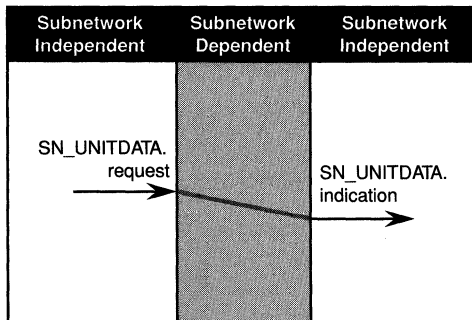 Subnetwork
Independent
Subnetwork
Dependent
Subnetwork
Independent
SN_UNITDATA.
request
SN_UNITDATA.
indication